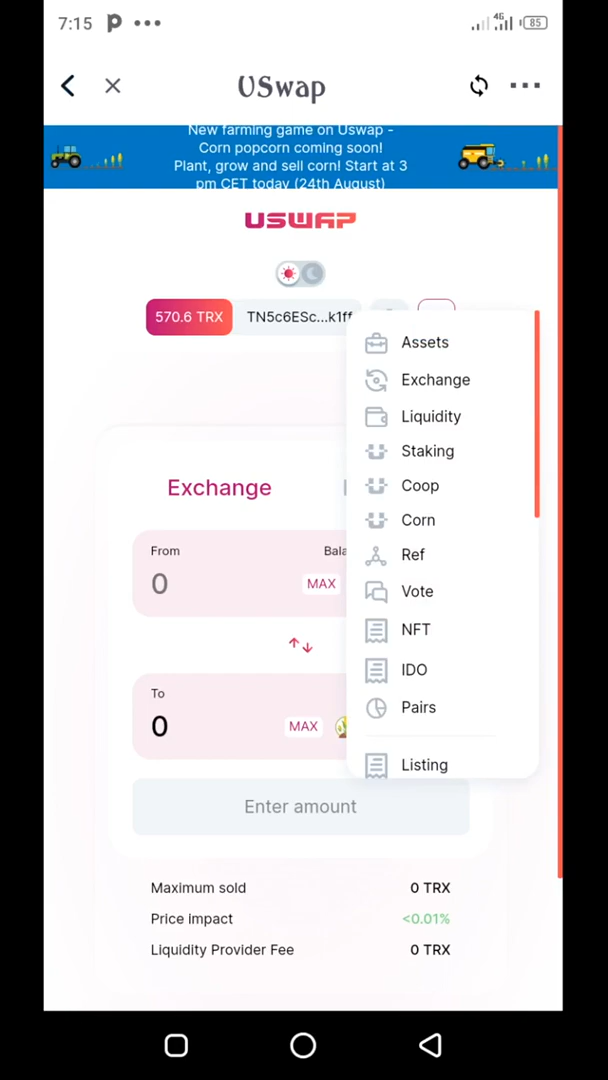 7:15
4G
85
USwap
New farming game on Uswap -
Corn popcorn coming soon!
Plant, grow and sell corn! Start at 3
pm CET today (24th August)
USWAP
570.6 TRX
TN5c6ESc...k1ff
Assets
Exchange
Liquidity
Staking
Coop
Corn
Ref
Vote
NFT
IDO
Pairs
Listing
Exchange
From
0
MAX
To
0
MAX
Enter amount
Maximum sold 0 TRX
Price impact <0.01%
Liquidity Provider Fee 0 TRX